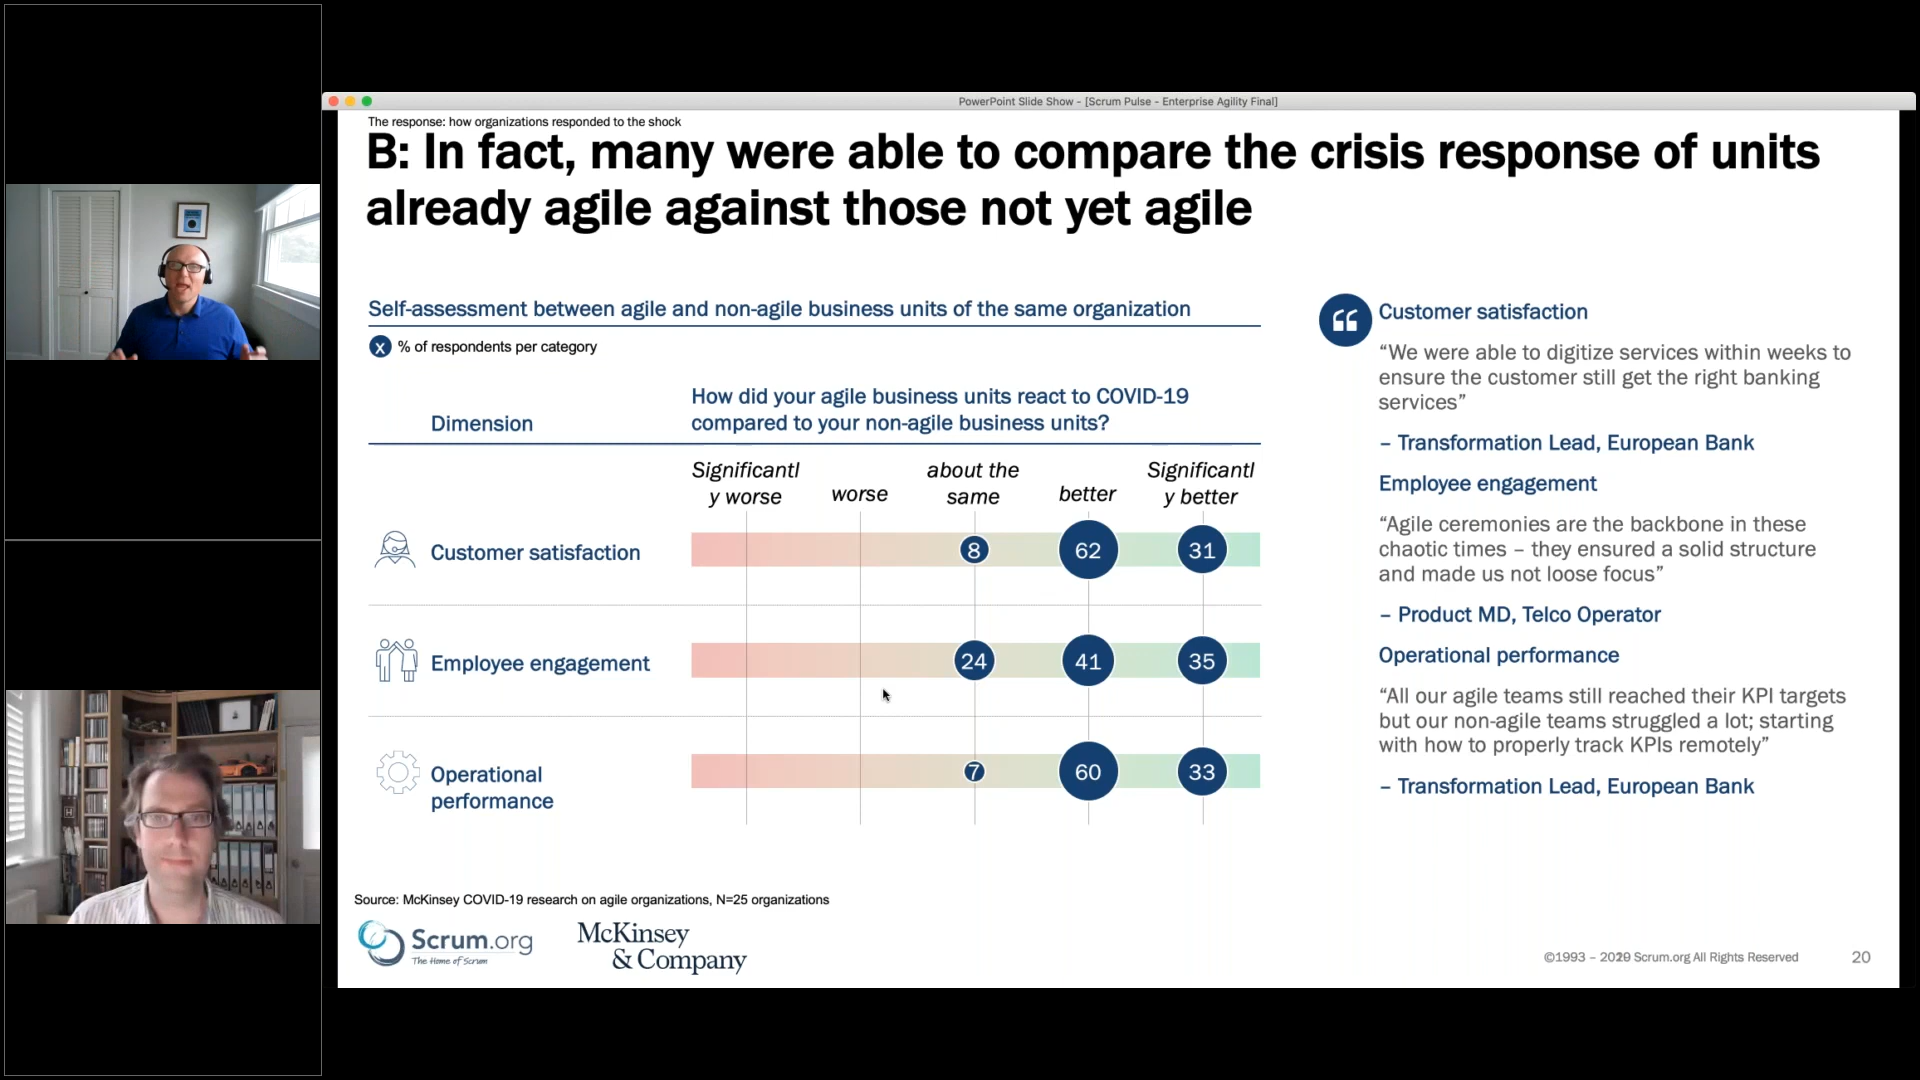 PowerPoint Slide Show - [Scrum Pulse - Enterprise Agility Final]
The response: how organizations responded to the shock
B: In fact, many were able to compare the crisis response of units
already agile against those not yet agile
Self-assessment between agile and non-agile business units of the same organization
x % of respondents per category
Dimension
How did your agile business units react to COVID-19
compared to your non-agile business units?
Significantl
y worse
worse
about the
same
better
Significantl
y better
Customer satisfaction
8 62 31
Employee engagement
24 41 35
Operational
performance
7 60 33
Customer satisfaction
“We were able to digitize services within weeks to
ensure the customer still get the right banking
services”
– Transformation Lead, European Bank
Employee engagement
“Agile ceremonies are the backbone in these
chaotic times – they ensured a solid structure
and made us not loose focus”
– Product MD, Telco Operator
Operational performance
“All our agile teams still reached their KPI targets
but our non-agile teams struggled a lot; starting
with how to properly track KPIs remotely”
– Transformation Lead, European Bank
Source: McKinsey COVID-19 research on agile organizations, N=25 organizations
Scrum.org
The Home of Scrum
McKinsey
& Company
©1993 – Scrum.org All Rights Reserved
20